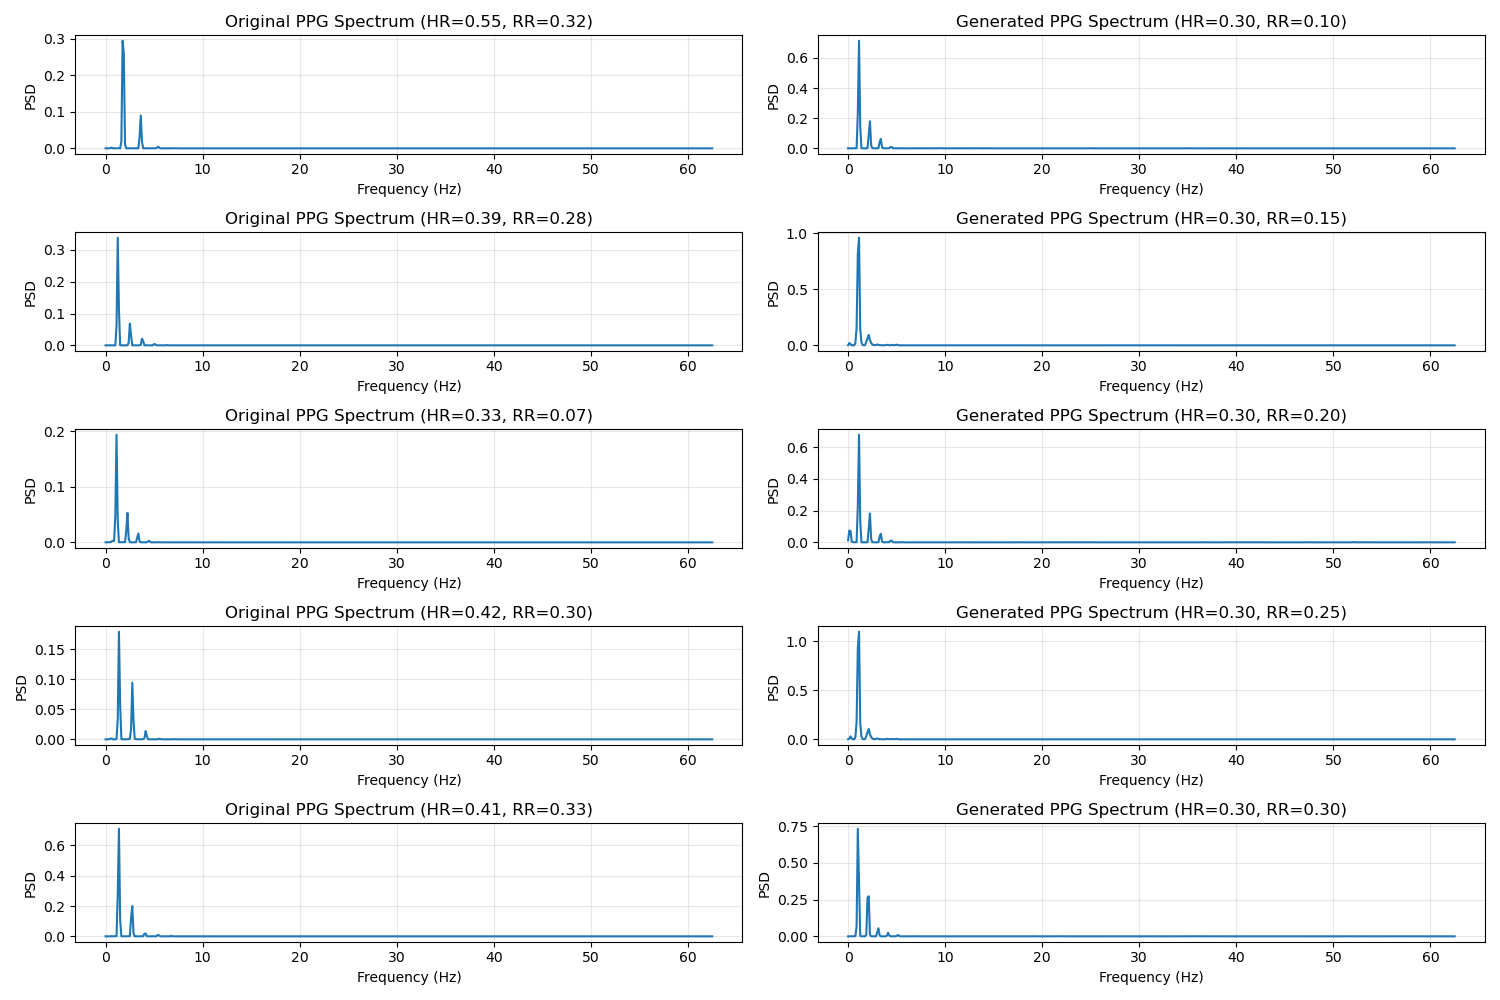 Original PPG Spectrum (HR=0.55, RR=0.32)
0.3
0.2
0.1
0.0
PSD
0 10 20 30 40 50 60
Frequency (Hz)
Generated PPG Spectrum (HR=0.30, RR=0.10)
0.6
0.4
0.2
0.0
PSD
0 10 20 30 40 50 60
Frequency (Hz)
Original PPG Spectrum (HR=0.39, RR=0.28)
0.3
0.2
0.1
0.0
PSD
0 10 20 30 40 50 60
Frequency (Hz)
Generated PPG Spectrum (HR=0.30, RR=0.15)
1.0
0.5
0.0
PSD
0 10 20 30 40 50 60
Frequency (Hz)
Original PPG Spectrum (HR=0.33, RR=0.07)
0.2
0.1
0.0
PSD
0 10 20 30 40 50 60
Frequency (Hz)
Generated PPG Spectrum (HR=0.30, RR=0.20)
0.6
0.4
0.2
0.0
PSD
0 10 20 30 40 50 60
Frequency (Hz)
Original PPG Spectrum (HR=0.42, RR=0.30)
0.15
0.10
0.05
0.00
PSD
0 10 20 30 40 50 60
Frequency (Hz)
Generated PPG Spectrum (HR=0.30, RR=0.25)
1.0
0.5
0.0
PSD
0 10 20 30 40 50 60
Frequency (Hz)
Original PPG Spectrum (HR=0.41, RR=0.33)
0.6
0.4
0.2
0.0
PSD
0 10 20 30 40 50 60
Frequency (Hz)
Generated PPG Spectrum (HR=0.30, RR=0.30)
0.75
0.50
0.25
0.00
PSD
0 10 20 30 40 50 60
Frequency (Hz)